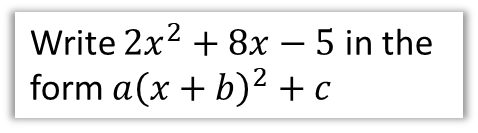 Write 2x² + 8x − 5 in the
form a(x + b)² + c